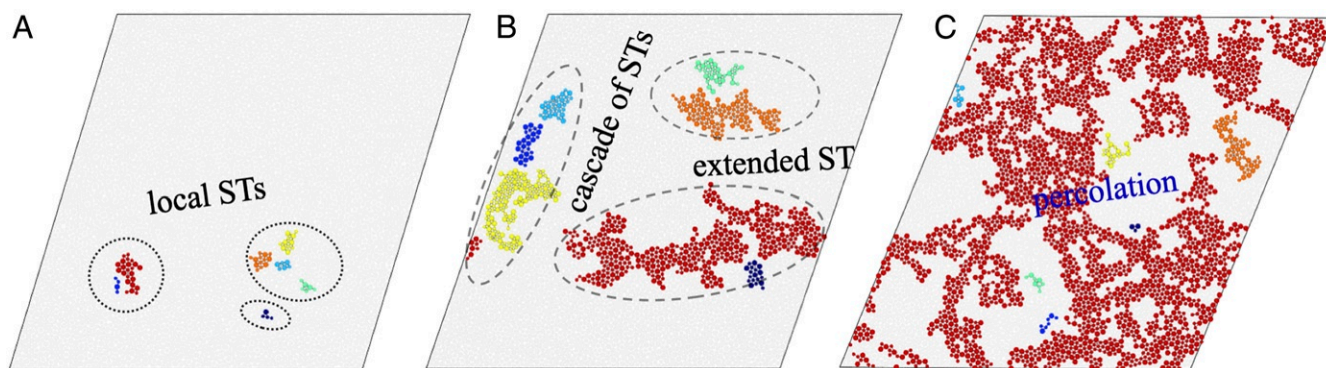 A
local STs
B
cascade of STs
extended ST
C
percolation